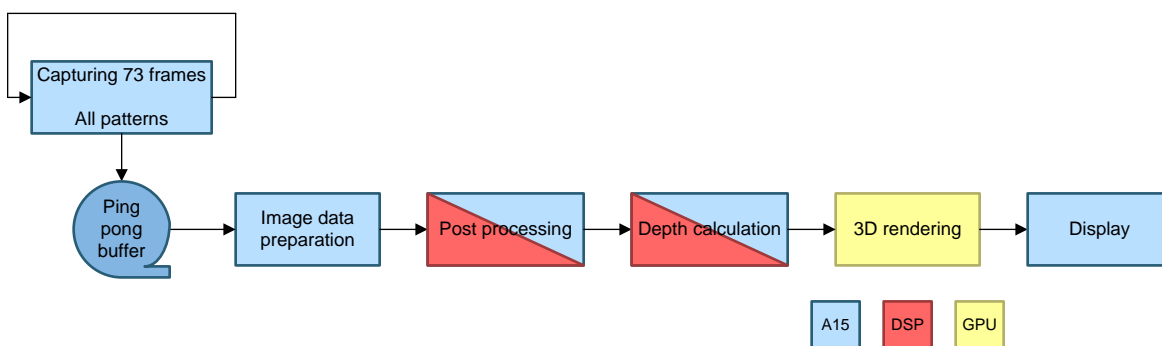 Capturing 73 frames
All patterns
Ping
pong
buffer
Image data
preparation
Post processing
Depth calculation
3D rendering
Display
A15
DSP
GPU